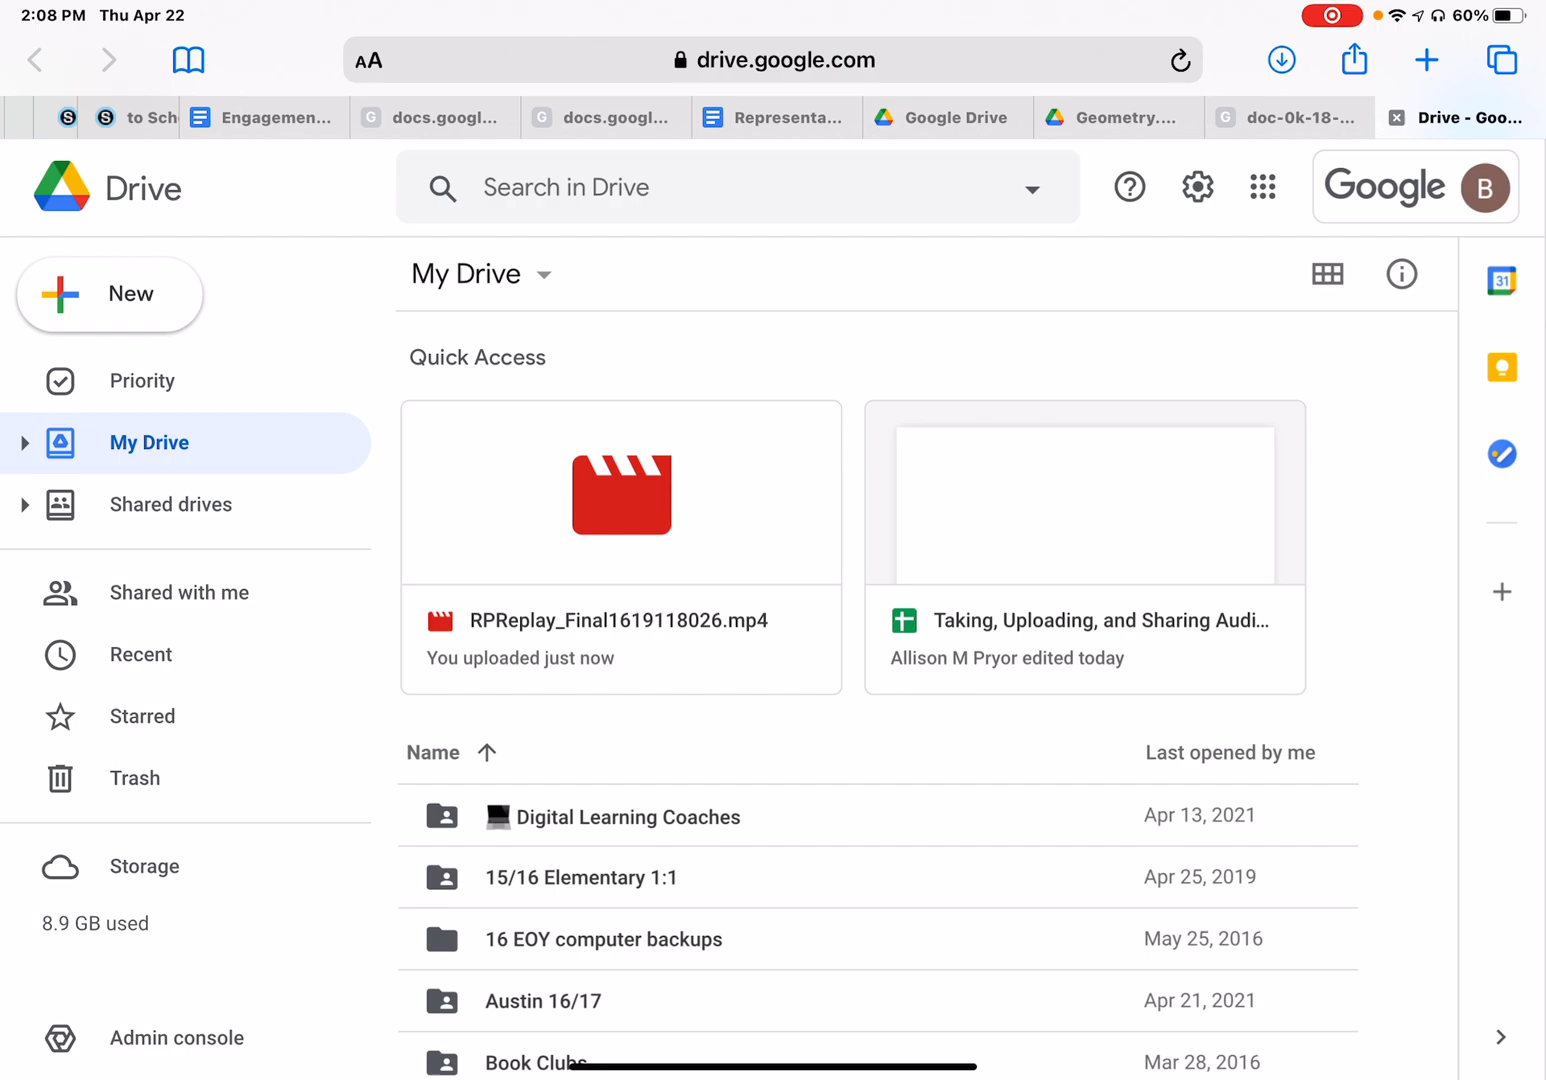 2:08 PM Thu Apr 22
60%
AA
drive.google.com
S
S to Sch
Engagemen...
G docs.googl...
G docs.googl...
Representa...
Google Drive
Geometry....
G doc-0k-18-...
Drive - Goo...
Drive
Search in Drive
Google B
New
My Drive
31
Priority
My Drive
Shared drives
Shared with me
Recent
Starred
Trash
Storage
8.9 GB used
Admin console
Quick Access
RPReplay_Final1619118026.mp4
You uploaded just now
Taking, Uploading, and Sharing Audi...
Allison M Pryor edited today
Name Last opened by me
Digital Learning Coaches Apr 13, 2021
15/16 Elementary 1:1 Apr 25, 2019
16 EOY computer backups May 25, 2016
Austin 16/17 Apr 21, 2021
Book Clubs Mar 28, 2016